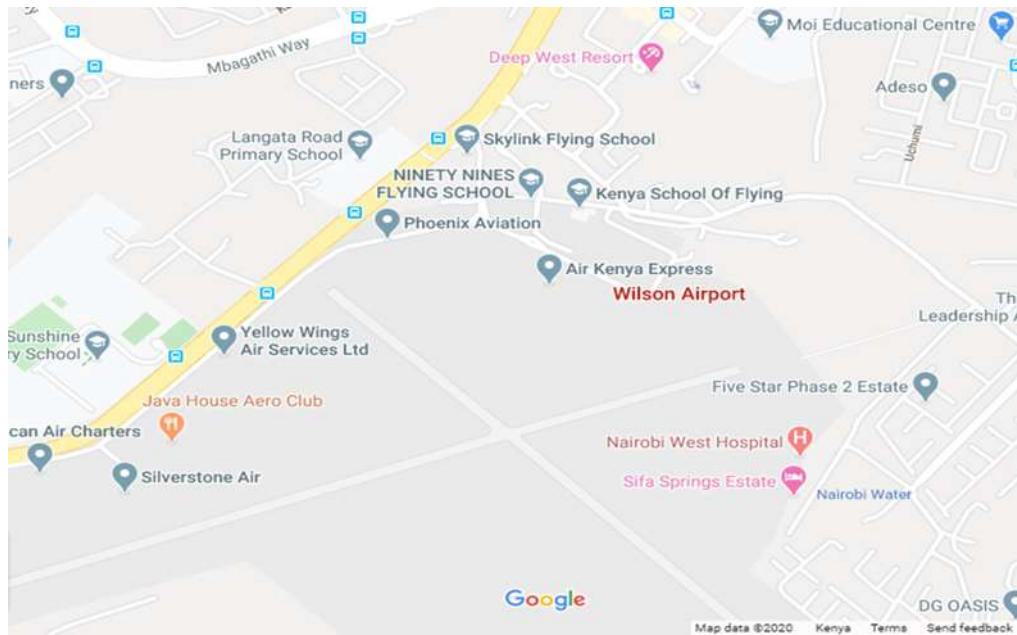 Moi Educational Centre
Deep West Resort
Mbagathi Way
ners
Adeso
Langata Road
Primary School
Skylink Flying School
Uchumi
NINETY NINES
FLYING SCHOOL
Kenya School Of Flying
Phoenix Aviation
Air Kenya Express
Wilson Airport
Th
Leadership A
Sunshine
ry School
Yellow Wings
Air Services Ltd
Five Star Phase 2 Estate
Java House Aero Club
can Air Charters
Nairobi West Hospital
Silverstone Air
Sifa Springs Estate
Nairobi Water
Google
DG OASIS
Map data ©2020 Kenya Terms Send feedback